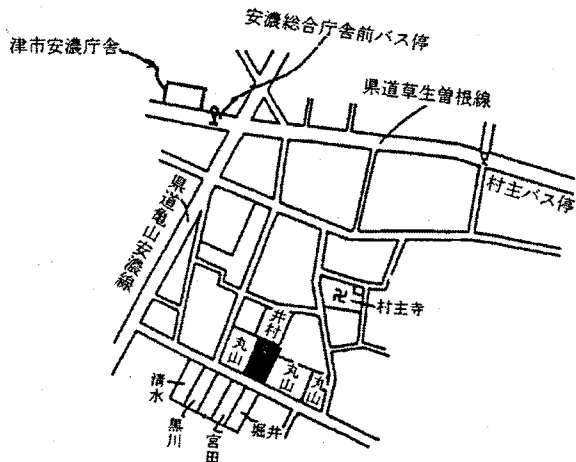 安濃総合庁舎前バス停
津市安濃庁舎
県道草生曽根線
村主バス停
県道亀山安濃線
卍
村主寺
井村
丸山
丸山
丸山
清水
黒川
宮田
堀井